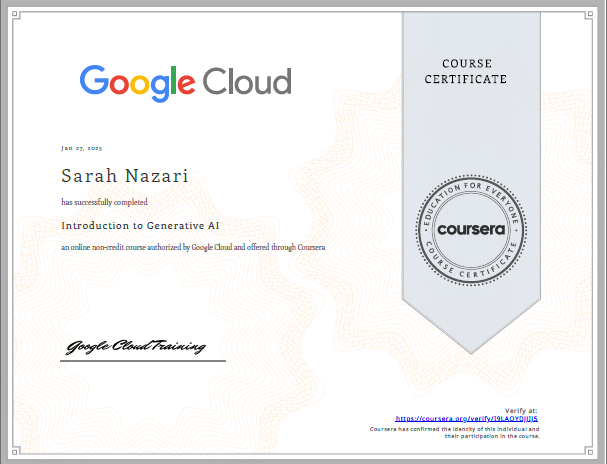 Google Cloud
COURSE
CERTIFICATE
Jan 27, 2025
Sarah Nazari
has successfully completed
Introduction to Generative AI
an online non-credit course authorized by Google Cloud and offered through Coursera
EDUCATION FOR EVERYONE
coursera
COURSE CERTIFICATE
Google Cloud Training
Verify at:
https://coursera.org/verify/
Coursera has confirmed the identity of this individual and
their participation in the course.